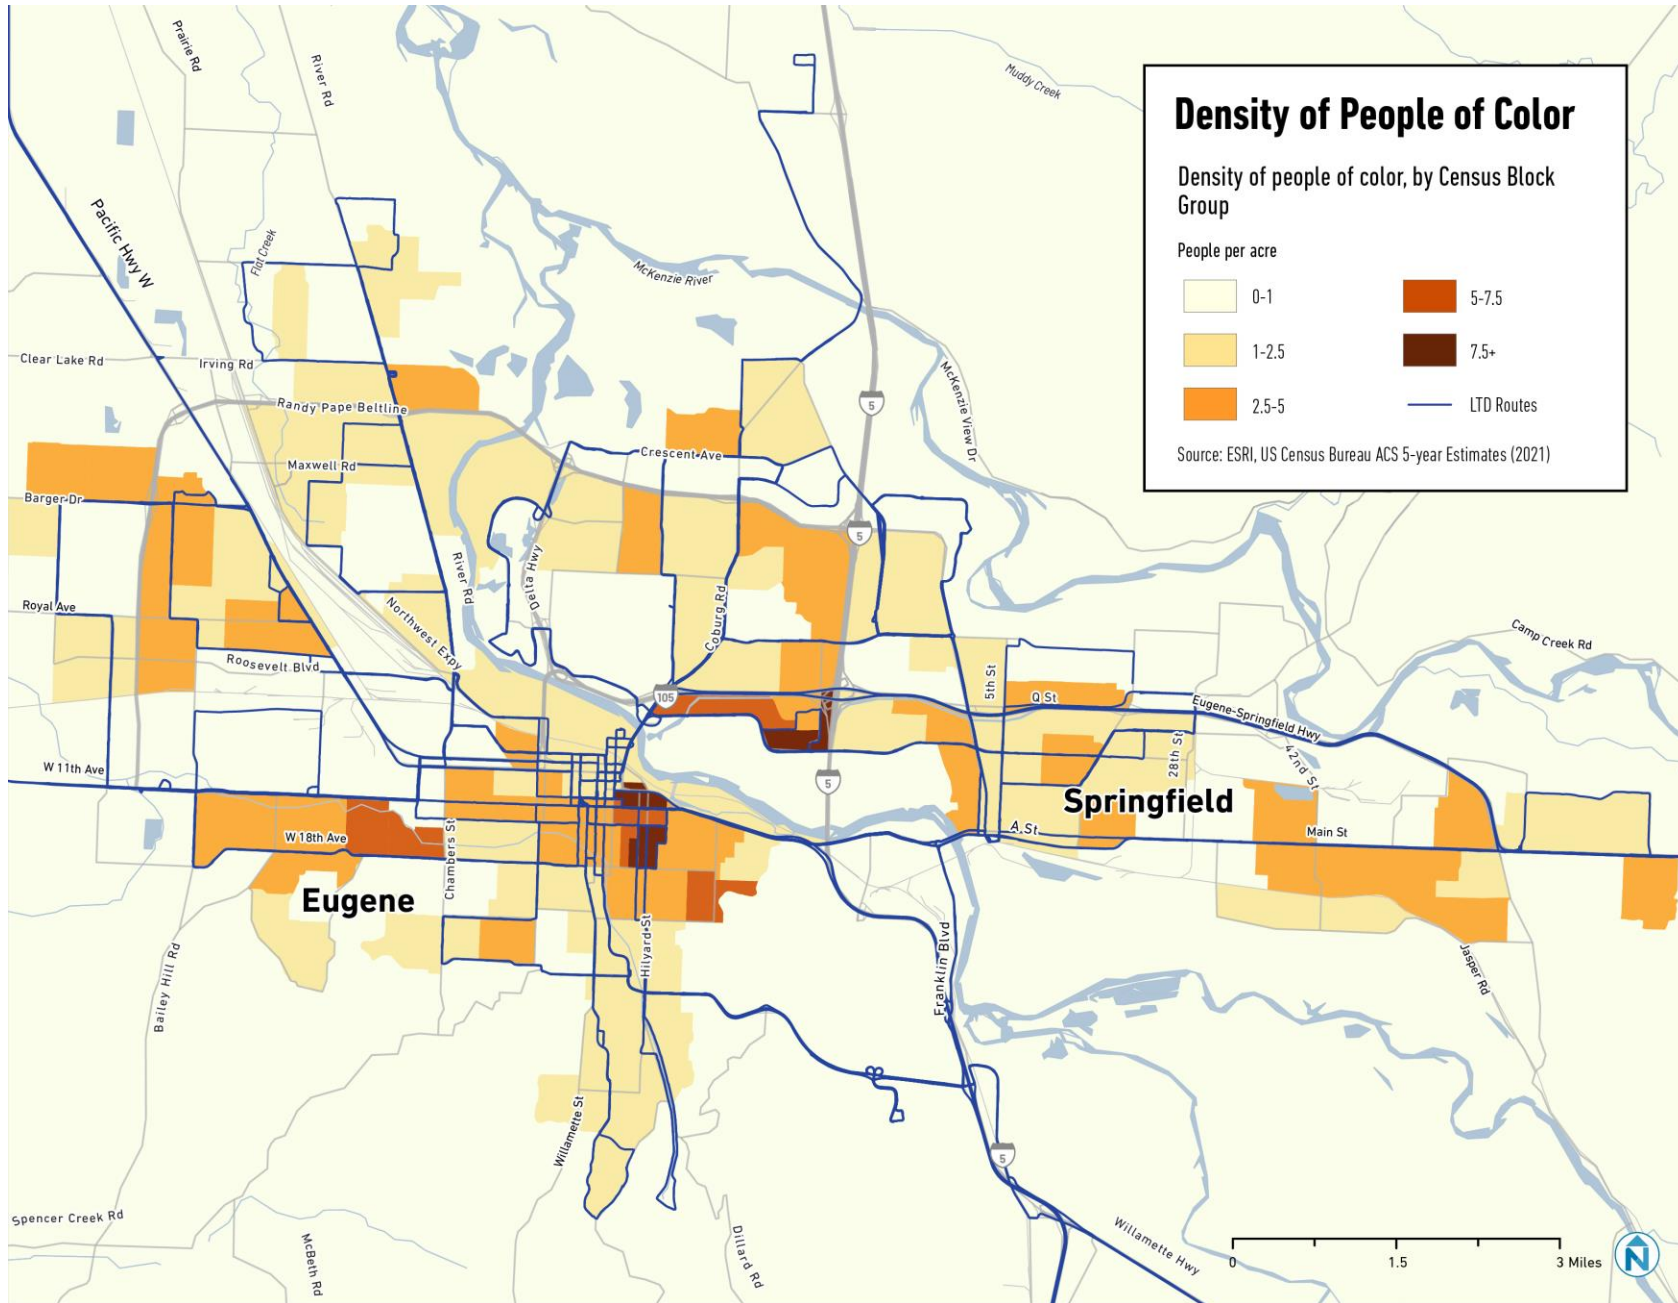 Density of People of Color
Density of people of color, by Census Block
Group
People per acre
0-1
5-7.5
1-2.5
7.5+
2.5-5
LTD Routes
Source: ESRI, US Census Bureau ACS 5-year Estimates (2021)
Prairie Rd
River Rd
Muddy Creek
Pacific Hwy W
Flat Creek
McKenzie River
Clear Lake Rd
Irving Rd
McKenzie View Dr
5
Randy Pape Beltline
Crescent Ave
Maxwell Rd
Barger Dr
5
River Rd
Delta Hwy
Royal Ave
Northwest Expy
Coburg Rd
Camp Creek Rd
Roosevelt Blvd
5th St
105
Q St
Eugene-Springfield Hwy
28th St
42nd St
W 11th Ave
5
Springfield
A St
Main St
W 18th Ave
Chambers St
Eugene
Hilyard St
Franklin Blvd
Bailey Hill Rd
Jasper Rd
Willamette St
5
Spencer Creek Rd
McBeth Rd
Dillard Rd
Willamette Hwy
0
1.5
3 Miles
N